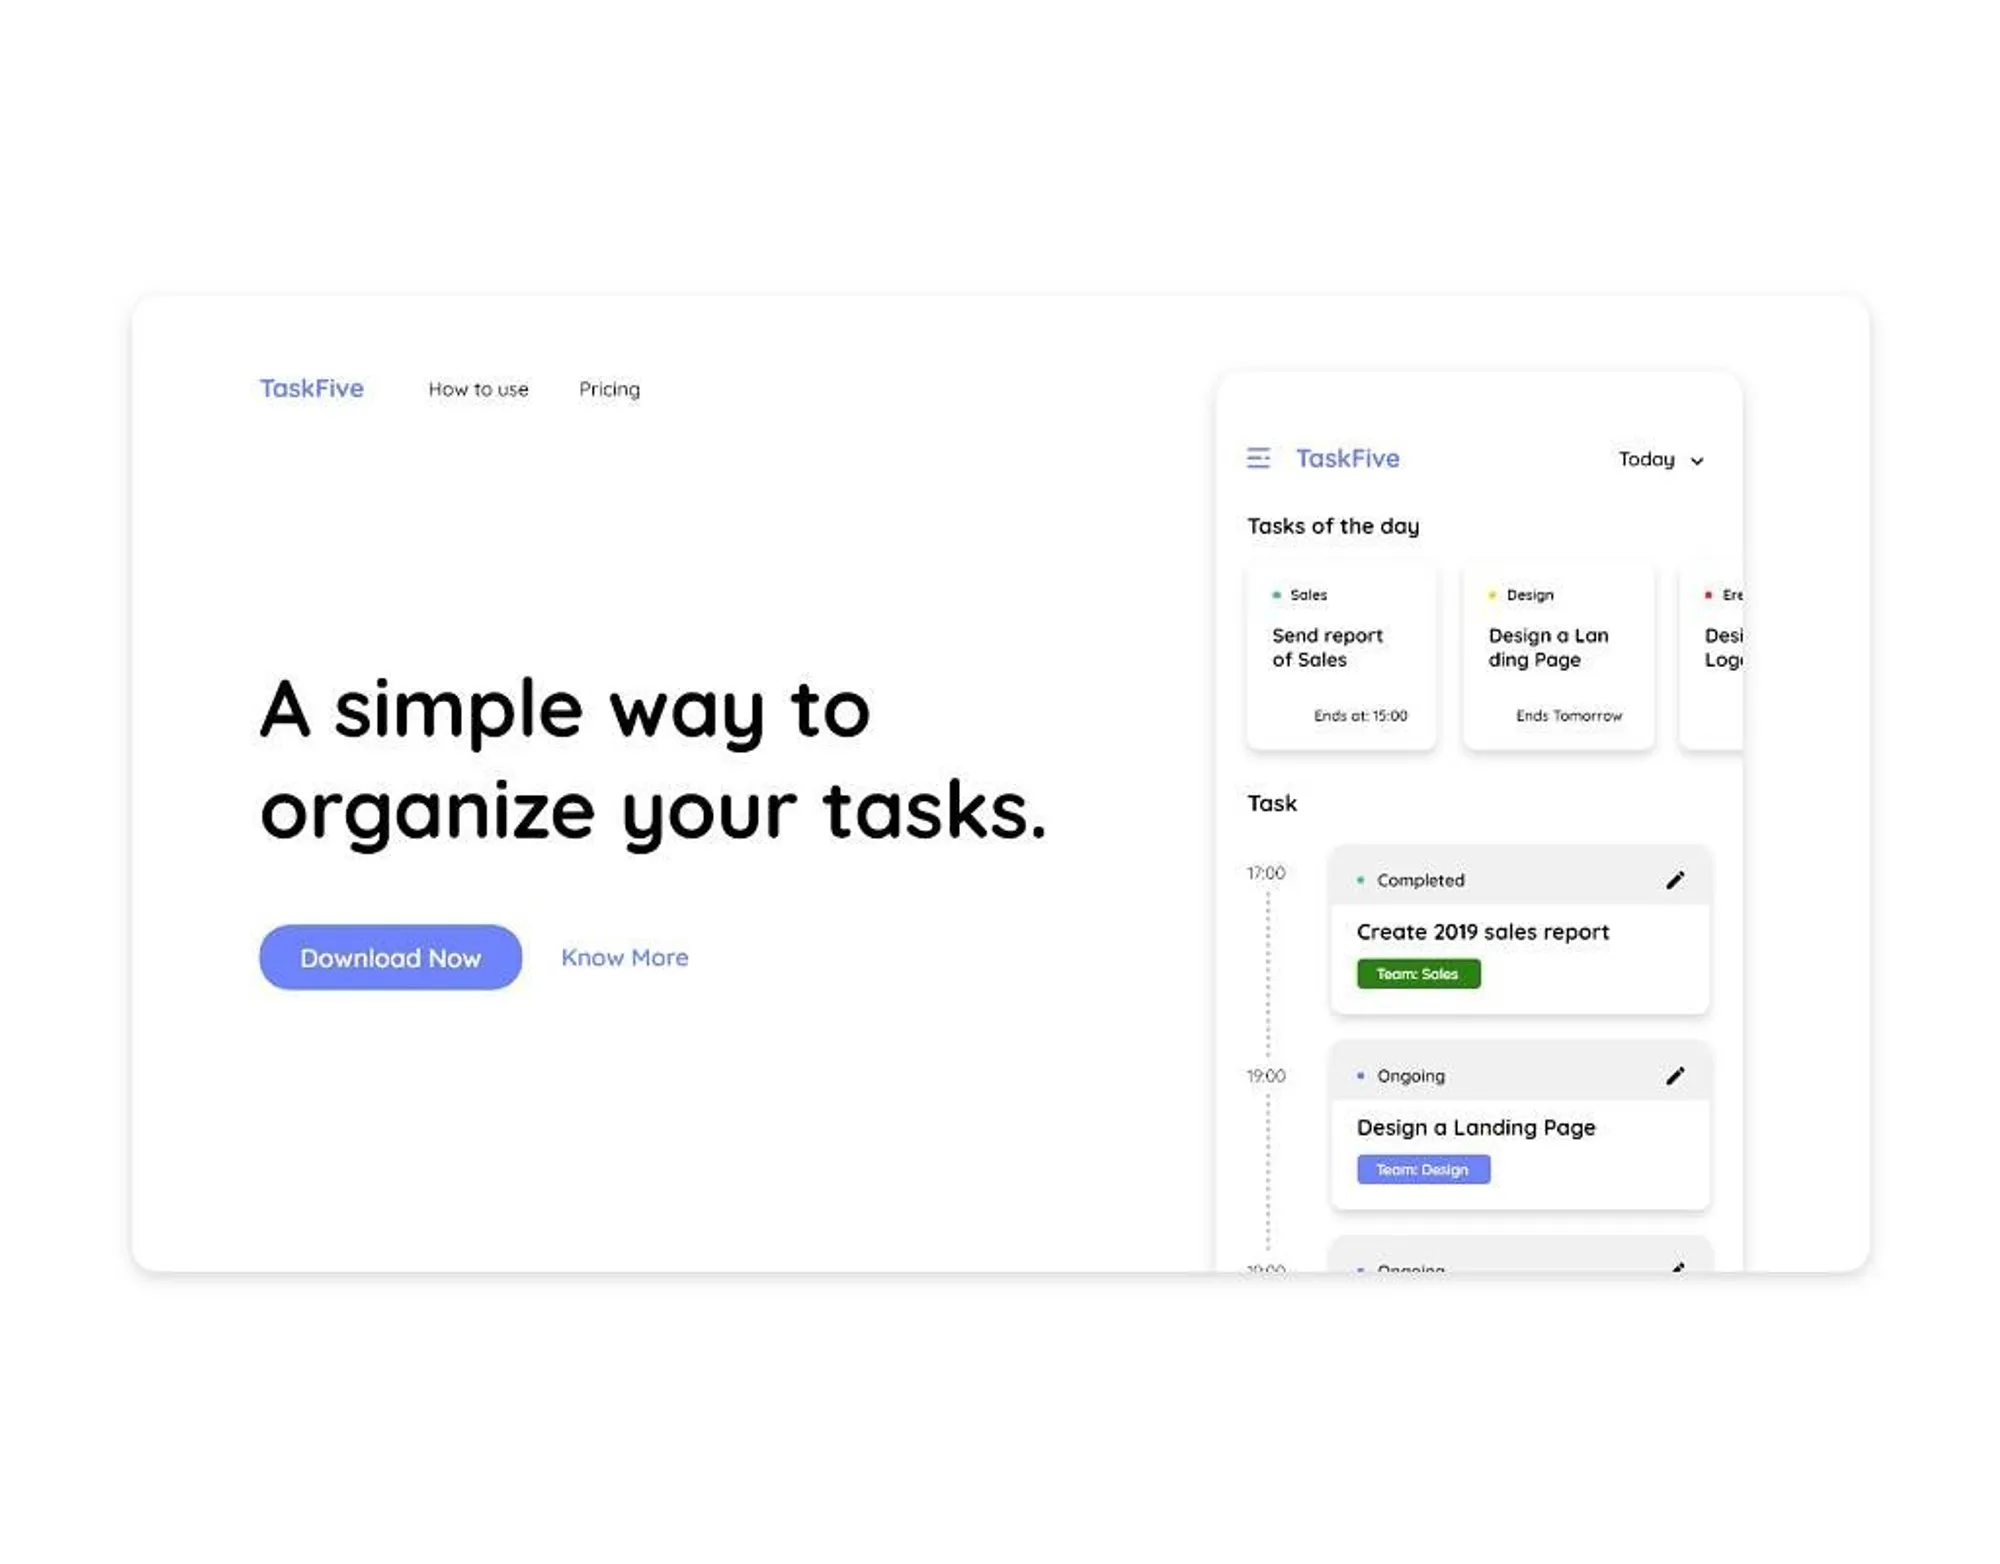 TaskFive How to use Pricing
A simple way to
organize your tasks.
Download Now Know More
TaskFive Today
Tasks of the day
Sales
Send report
of Sales
Ends at: 15:00
Design
Design a Lan
ding Page
Ends Tomorrow
Ere
Desi
Log
Task
17:00
Completed
Create 2019 sales report
Team: Sales
19:00
Ongoing
Design a Landing Page
Team: Design
Ongoing